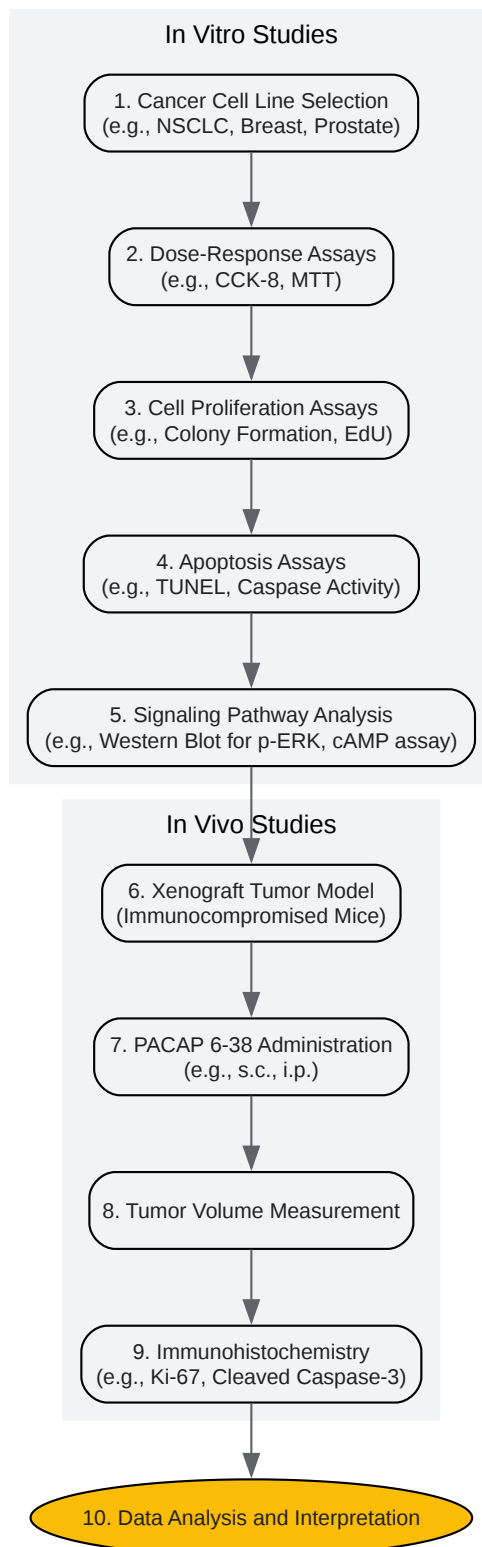 In Vitro Studies
1. Cancer Cell Line Selection
(e.g., NSCLC, Breast, Prostate)
2. Dose-Response Assays
(e.g., CCK-8, MTT)
3. Cell Proliferation Assays
(e.g., Colony Formation, EdU)
4. Apoptosis Assays
(e.g., TUNEL, Caspase Activity)
5. Signaling Pathway Analysis
(e.g., Western Blot for p-ERK, cAMP assay)
In Vivo Studies
6. Xenograft Tumor Model
(Immunocompromised Mice)
7. PACAP 6-38 Administration
(e.g., s.c., i.p.)
8. Tumor Volume Measurement
9. Immunohistochemistry
(e.g., Ki-67, Cleaved Caspase-3)
10. Data Analysis and Interpretation